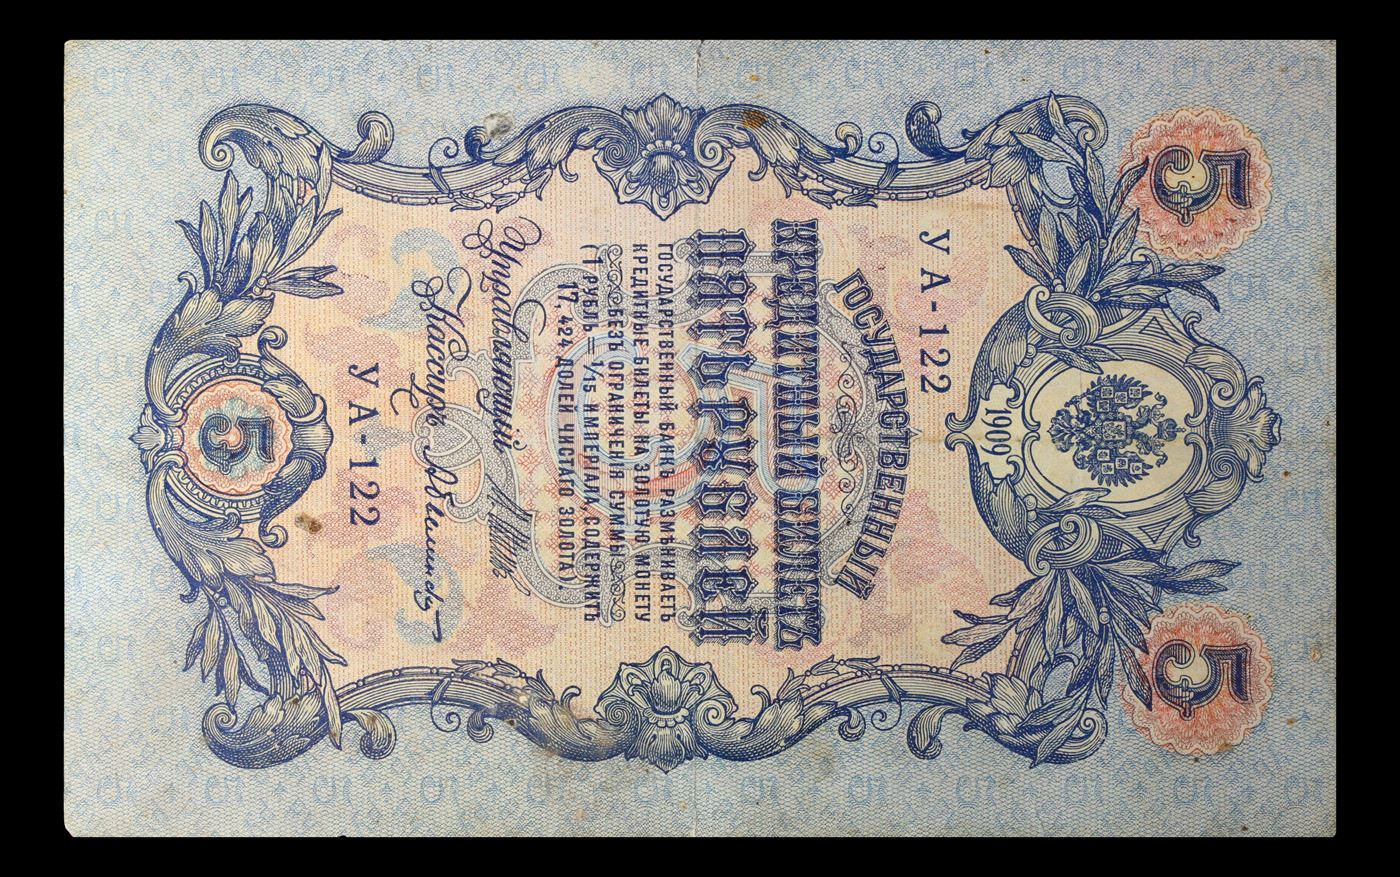 5 5
1909
УА-122
ГОСУДАРСТВЕННЫЙ
КРЕДИТНЫЙ БИЛЕТЪ
ПЯТЬ РУБЛЕЙ
ГОСУДАРСТВЕННЫЙ БАНКЪ РАЗМѢНИВАЕТЪ
КРЕДИТНЫЕ БИЛЕТЫ НА ЗОЛОТУЮ МОНЕТУ
БЕЗЪ ОГРАНИЧЕНІЯ СУММЫ
(1 РУБЛЬ = 1/15 ИМПЕРІАЛА, СОДЕРЖИТЪ
17,424 ДОЛЕЙ ЧИСТАГО ЗОЛОТА).
Управляющій
Кассиръ
УА-122
5